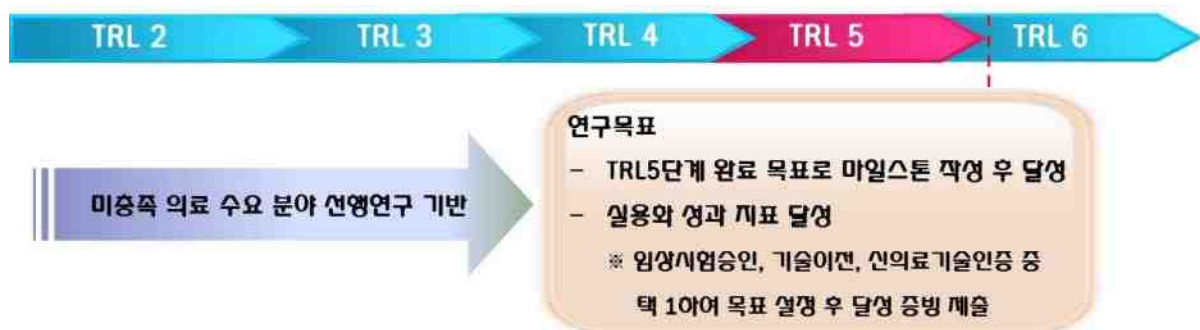 TRL 2 TRL 3 TRL 4 TRL 5 TRL 6
미충족 의료 수요 분야 선행연구 기반
연구목표
- TRL5단계 완료 목표로 마일스톤 작성 후 달성
- 실용화 성과 지표 달성
※ 임상시험승인, 기술이전, 신의료기술인증 중
택 1하여 목표 설정 후 달성 증빙 제출